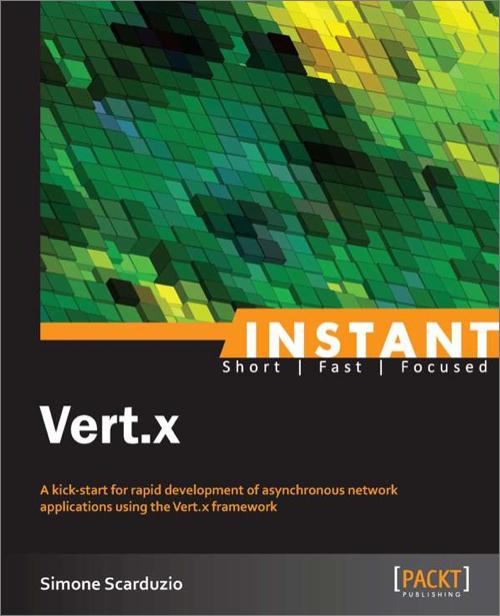 INSTANT
Short | Fast | Focused
Vert.x
A kick-start for rapid development of asynchronous network
applications using the Vert.x framework
Simone Scarduzio
[PACKT]
PUBLISHING